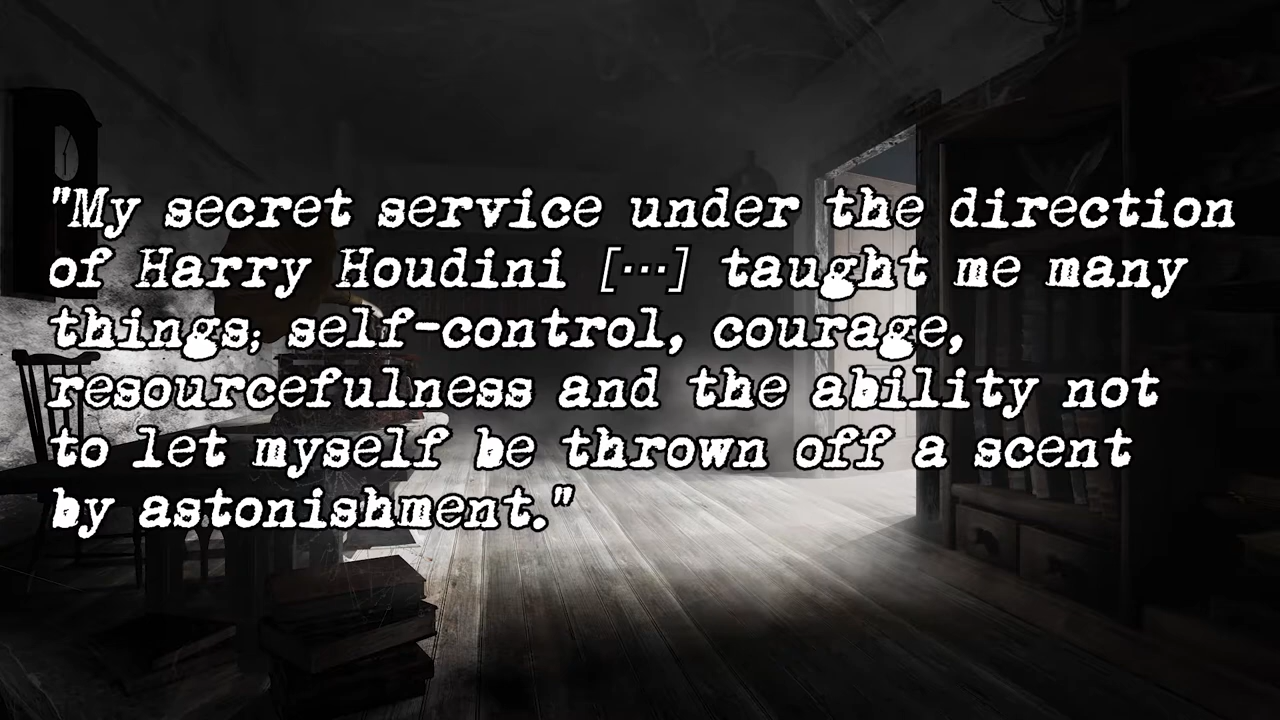 "My secret service under the direction
of Harry Houdini [...] taught me many
things; self-control, courage,
resourcefulness and the ability not
to let myself be thrown off a scent
by astonishment."